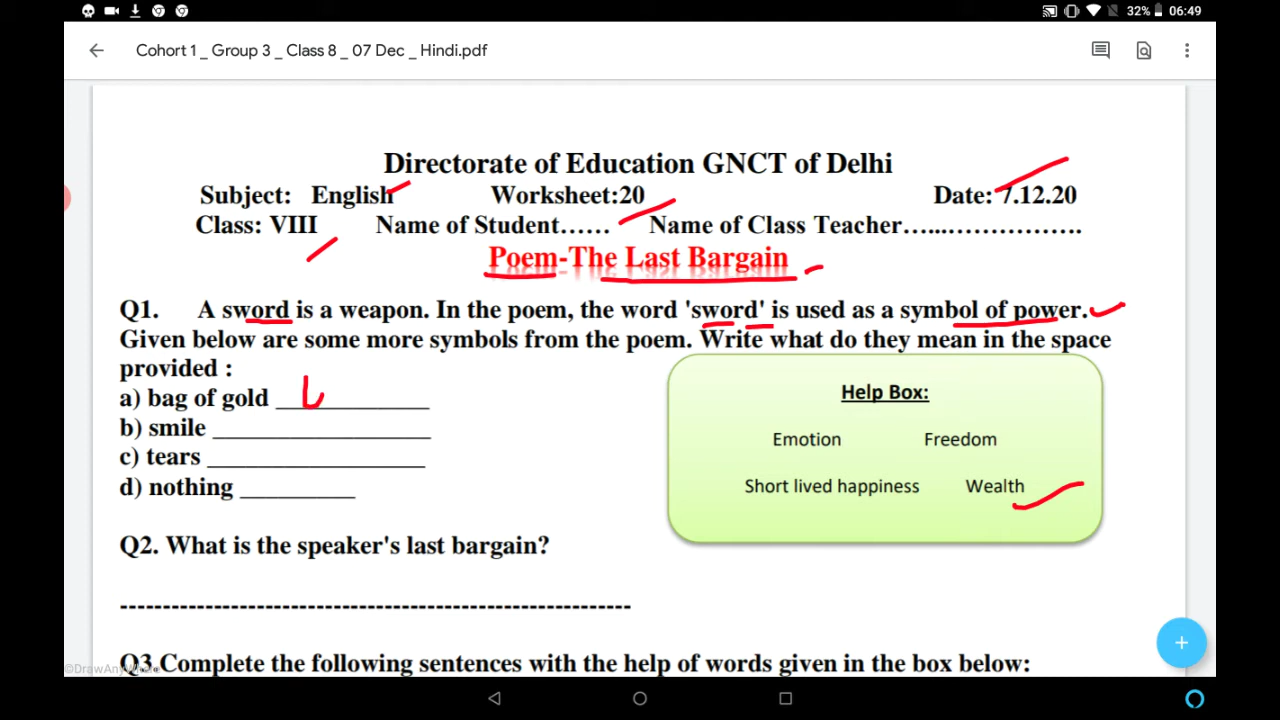 32% 06:49
Cohort 1 _ Group 3 _ Class 8 _ 07 Dec _ Hindi.pdf
Directorate of Education GNCT of Delhi
Subject: English Worksheet:20 Date: 7.12.20
Class: VIII Name of Student…… Name of Class Teacher…...…………….
Poem-The Last Bargain
Q1. A sword is a weapon. In the poem, the word 'sword' is used as a symbol of power.
Given below are some more symbols from the poem. Write what do they mean in the space
provided :
a) bag of gold ____________
b) smile _________________
c) tears _________________
d) nothing _________
Help Box:
Emotion Freedom
Short lived happiness Wealth
Q2. What is the speaker's last bargain?
-----------------------------------------------------------
Q3.Complete the following sentences with the help of words given in the box below: